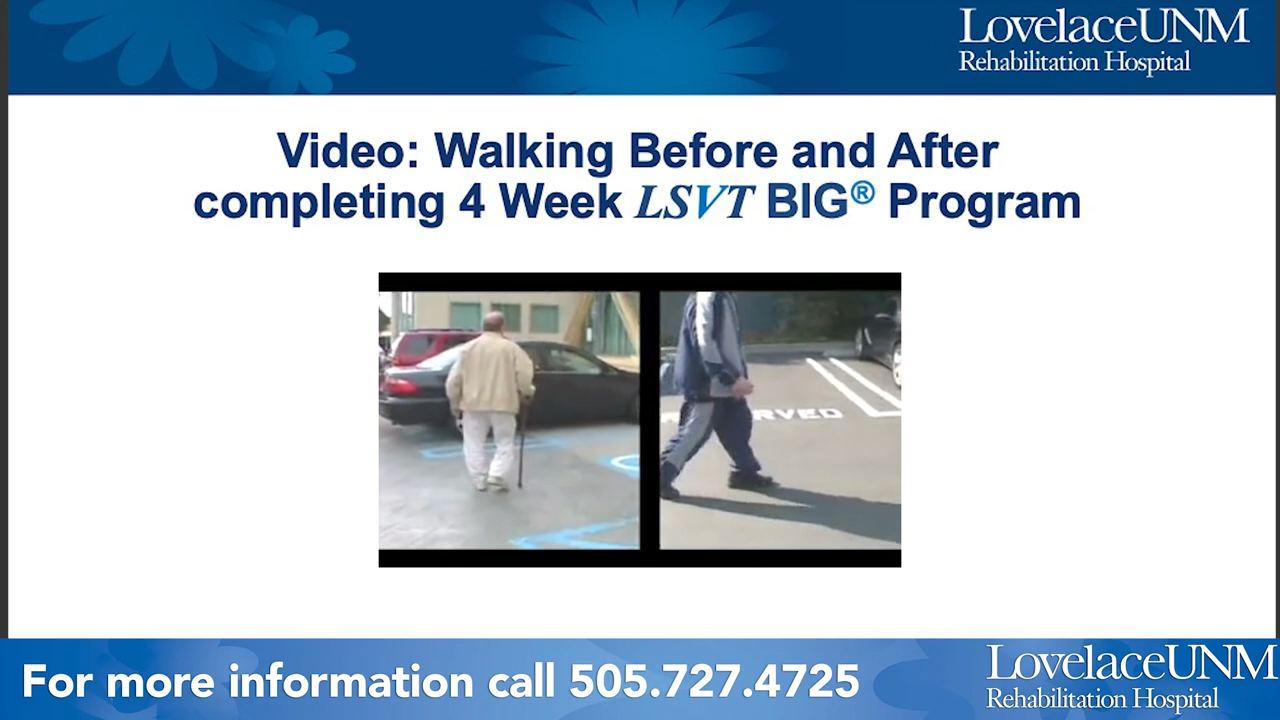 LovelaceUNM
Rehabilitation Hospital
Video: Walking Before and After
completing 4 Week LSVT BIG® Program
RVED
For more information call 505.727.4725
LovelaceUNM
Rehabilitation Hospital